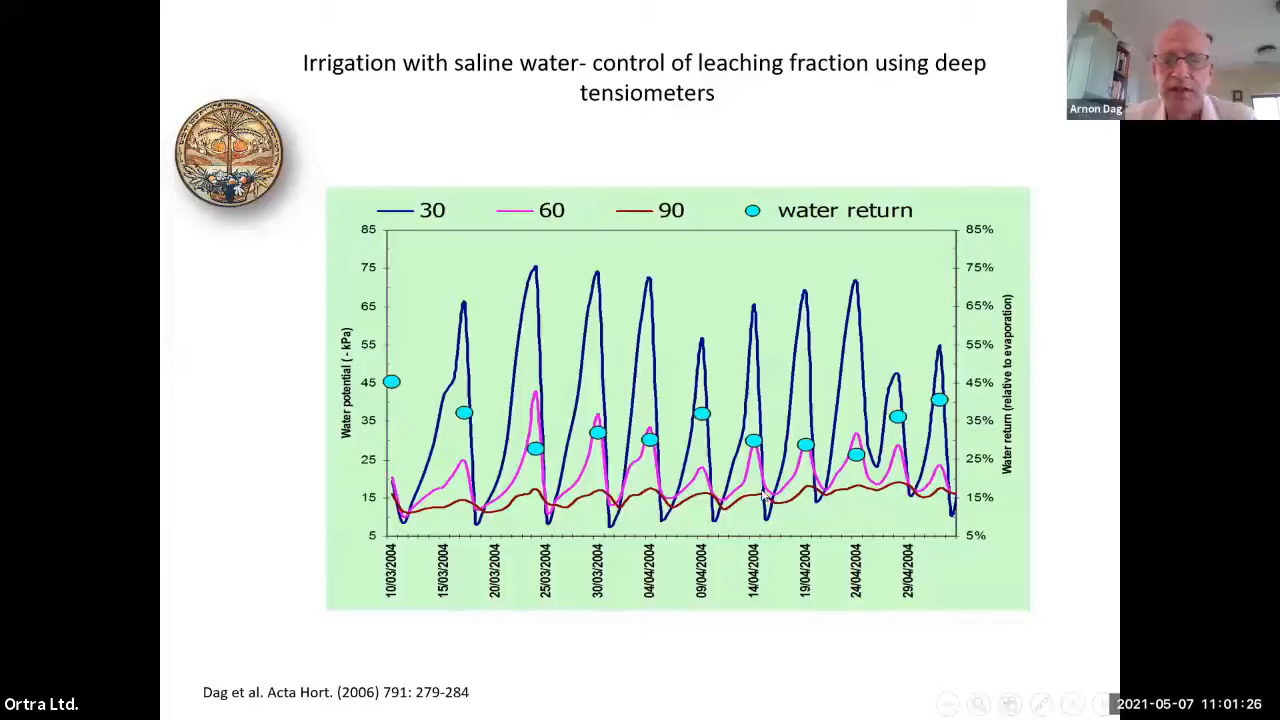 Irrigation with saline water- control of leaching fraction using deep
tensiometers
Arnon Dag
30 60 90 water return
85 85%
75 75%
65 65%
55 55%
45 45%
35 35%
25 25%
15 15%
5 5%
Water potential ( - kPa)
Water return (relative to evaporation)
10/03/2004 15/03/2004 20/03/2004 25/03/2004 30/03/2004 04/04/2004 09/04/2004 14/04/2004 19/04/2004 24/04/2004 29/04/2004
Dag et al. Acta Hort. (2006) 791: 279-284
Ortra Ltd.
2021-05-07 11:01:26